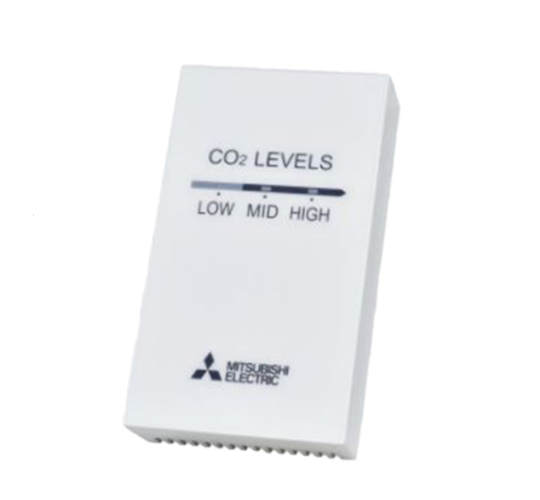 CO₂ LEVELS
LOW MID HIGH
MITSUBISHI
ELECTRIC